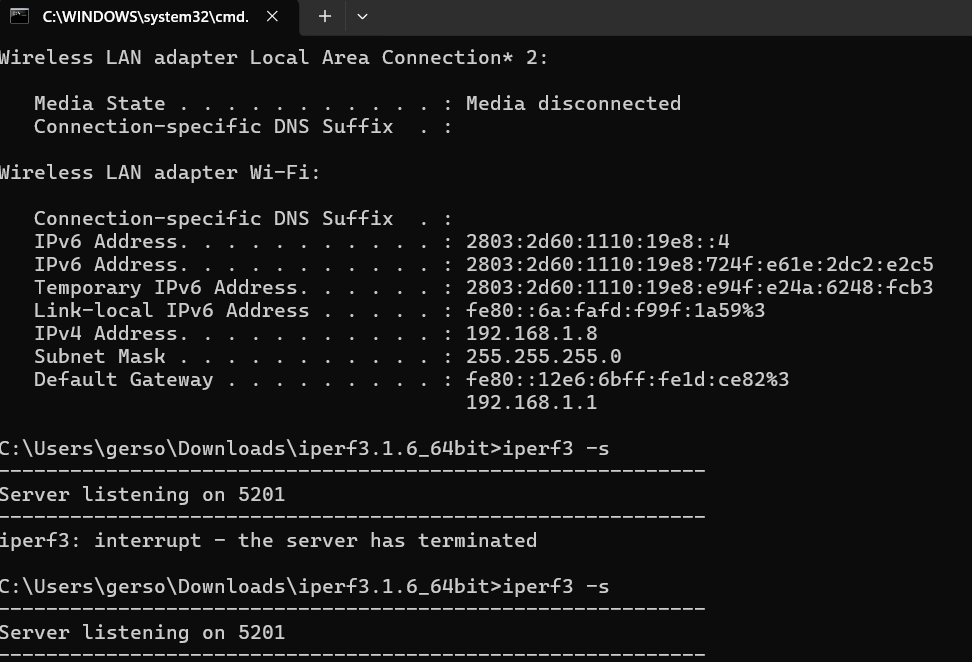 C:\WINDOWS\system32\cmd.
Wireless LAN adapter Local Area Connection* 2:
Media State . . . . . . . . . . . : Media disconnected
Connection-specific DNS Suffix  . :
Wireless LAN adapter Wi-Fi:
Connection-specific DNS Suffix  . :
IPv6 Address. . . . . . . . . . . : 2803:2d60:1110:19e8::4
IPv6 Address. . . . . . . . . . . : 2803:2d60:1110:19e8:724f:e61e:2dc2:e2c5
Temporary IPv6 Address. . . . . . : 2803:2d60:1110:19e8:e94f:e24a:6248:fcb3
Link-local IPv6 Address . . . . . : fe80::6a:fafd:f99f:1a59%3
IPv4 Address. . . . . . . . . . . : 192.168.1.8
Subnet Mask . . . . . . . . . . . : 255.255.255.0
Default Gateway . . . . . . . . . : fe80::12e6:6bff:fe1d:ce82%3
192.168.1.1
C:\Users\gerso\Downloads\iperf3.1.6_64bit>iperf3 -s
-----------------------------------------------------------
Server listening on 5201
-----------------------------------------------------------
iperf3: interrupt - the server has terminated
C:\Users\gerso\Downloads\iperf3.1.6_64bit>iperf3 -s
-----------------------------------------------------------
Server listening on 5201
-----------------------------------------------------------